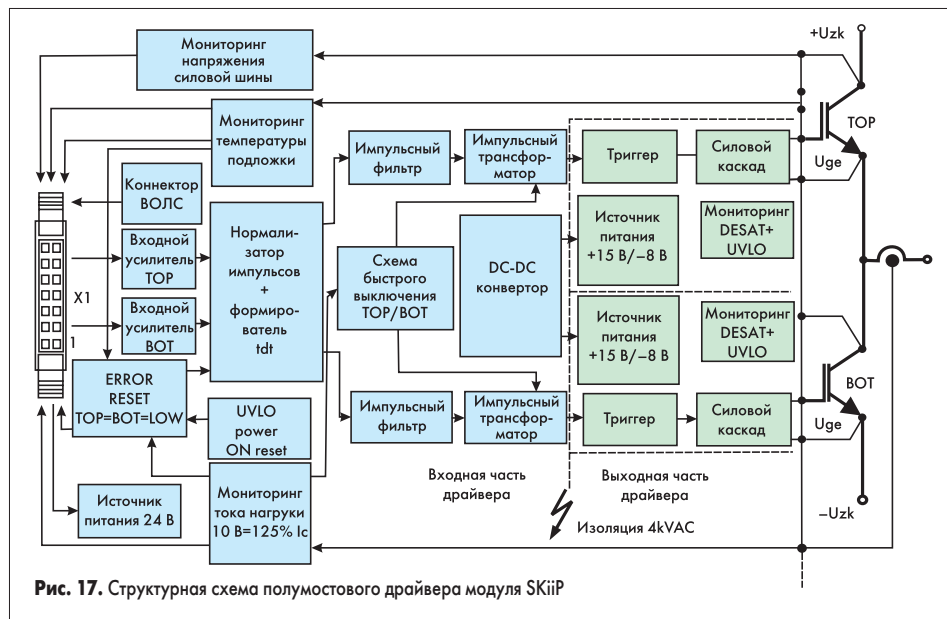 Мониторинг
напряжения
силовой шины
+Uzk
Мониторинг
температуры
подложки
Импульсный
фильтр
Импульсный
трансфор-
матор
Триггер
Силовой
каскад
TOP
Uge
Коннектор
ВОЛС
Входной
усилитель
TOP
Нормали-
затор
импульсов
+
формиро-
ватель
tdt
Схема
быстрого
выключения
TOP/BOT
DC-DC
конвертор
Источник
питания
+15 В/–8 В
Мониторинг
DESAT+
UVLO
X1
1
Входной
усилитель
BOT
Источник
питания
+15 В/–8 В
Мониторинг
DESAT+
UVLO
ERROR
RESET
TOP=BOT=LOW
UVLO
power
ON reset
Импульсный
фильтр
Импульсный
трансфор-
матор
Триггер
Силовой
каскад
BOT
Uge
Источник
питания 24 В
Мониторинг
тока нагруки
10 В=125% Ic
Входная часть
драйвера
Выходная часть
драйвера
Изоляция 4kVAC
–Uzk
Рис. 17. Структурная схема полумостового драйвера модуля SKiiP